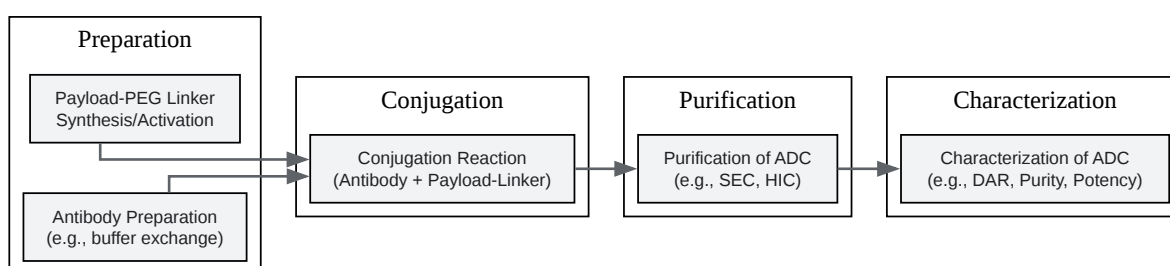 Preparation
Payload-PEG Linker
Synthesis/Activation
Antibody Preparation
(e.g., buffer exchange)
Conjugation
Conjugation Reaction
(Antibody + Payload-Linker)
Purification
Purification of ADC
(e.g., SEC, HIC)
Characterization
Characterization of ADC
(e.g., DAR, Purity, Potency)